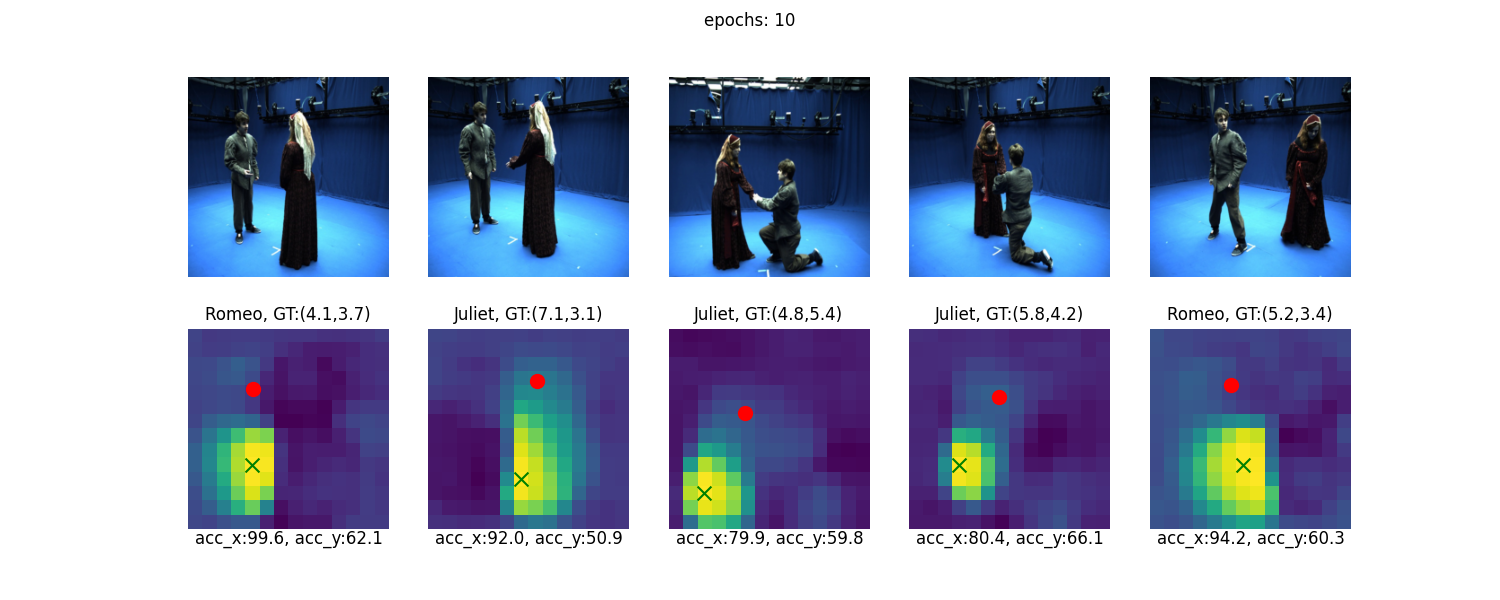 epochs: 10
Romeo, GT:(4.1,3.7)
Juliet, GT:(7.1,3.1)
Juliet, GT:(4.8,5.4)
Juliet, GT:(5.8,4.2)
Romeo, GT:(5.2,3.4)
acc_x:99.6, acc_y:62.1
acc_x:92.0, acc_y:50.9
acc_x:79.9, acc_y:59.8
acc_x:80.4, acc_y:66.1
acc_x:94.2, acc_y:60.3